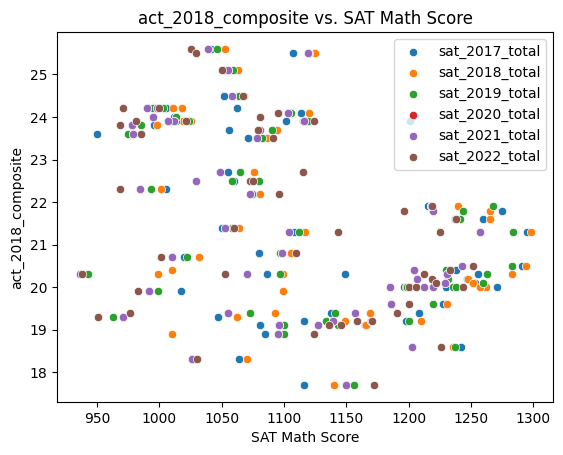 act_2018_composite vs. SAT Math Score
act_2018_composite
25
24
23
22
21
20
19
18
sat_2017_total
sat_2018_total
sat_2019_total
sat_2020_total
sat_2021_total
sat_2022_total
950
1000
1050
1100
1150
1200
1250
1300
SAT Math Score